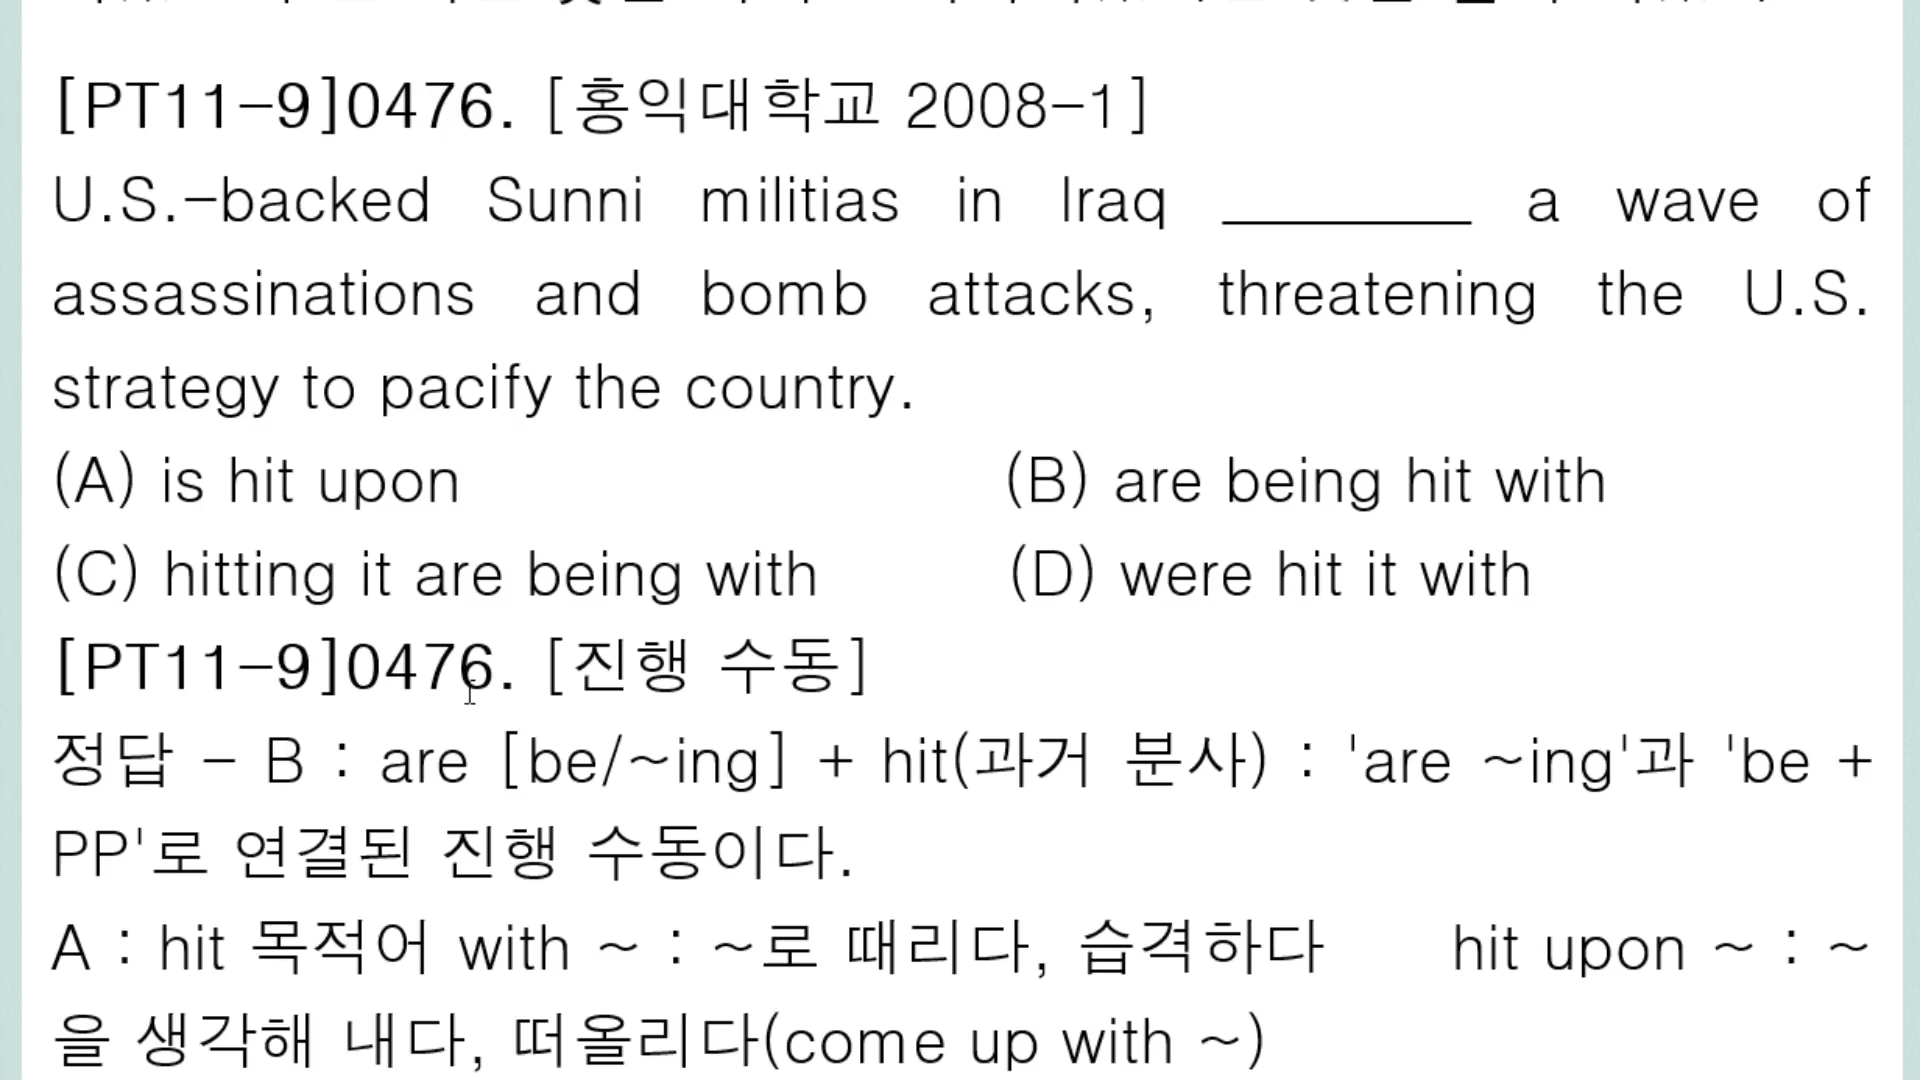 [PT11-9]0476. [홍익대학교 2008-1]
U.S.-backed Sunni militias in Iraq ________ a wave of
assassinations and bomb attacks, threatening the U.S.
strategy to pacify the country.
(A) is hit upon (B) are being hit with
(C) hitting it are being with (D) were hit it with
[PT11-9]0476. [진행 수동]
정답 - B : are [be/~ing] + hit(과거 분사) : 'are ~ing'과 'be +
PP'로 연결된 진행 수동이다.
A : hit 목적어 with ~ : ~로 때리다, 습격하다 hit upon ~ : ~
을 생각해 내다, 떠올리다(come up with ~)